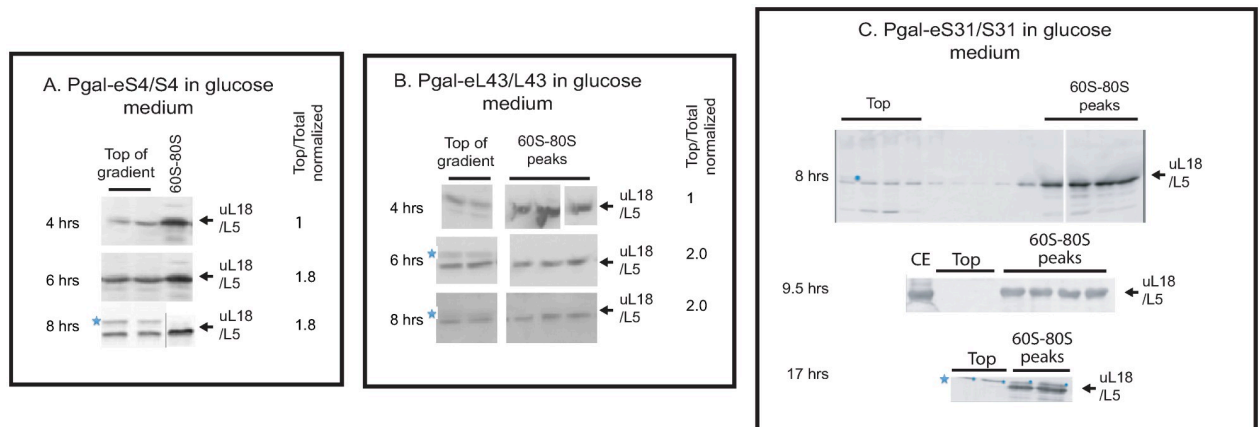 A. Pgal-eS4/S4 in glucose
medium
Top of
gradient
60S-80S
Top/Total
normalized
4 hrs
uL18
/L5
1
6 hrs
uL18
/L5
1.8
8 hrs
uL18
/L5
1.8
B. Pgal-eL43/L43 in glucose
medium
Top of
gradient
60S-80S
peaks
Top/Total
normalized
4 hrs
uL18
/L5
1
6 hrs
uL18
/L5
2.0
8 hrs
uL18
/L5
2.0
C. Pgal-eS31/S31 in glucose
medium
Top
60S-80S
peaks
8 hrs
uL18
/L5
CE
Top
60S-80S
peaks
9.5 hrs
uL18
/L5
Top
60S-80S
peaks
17 hrs
uL18
/L5